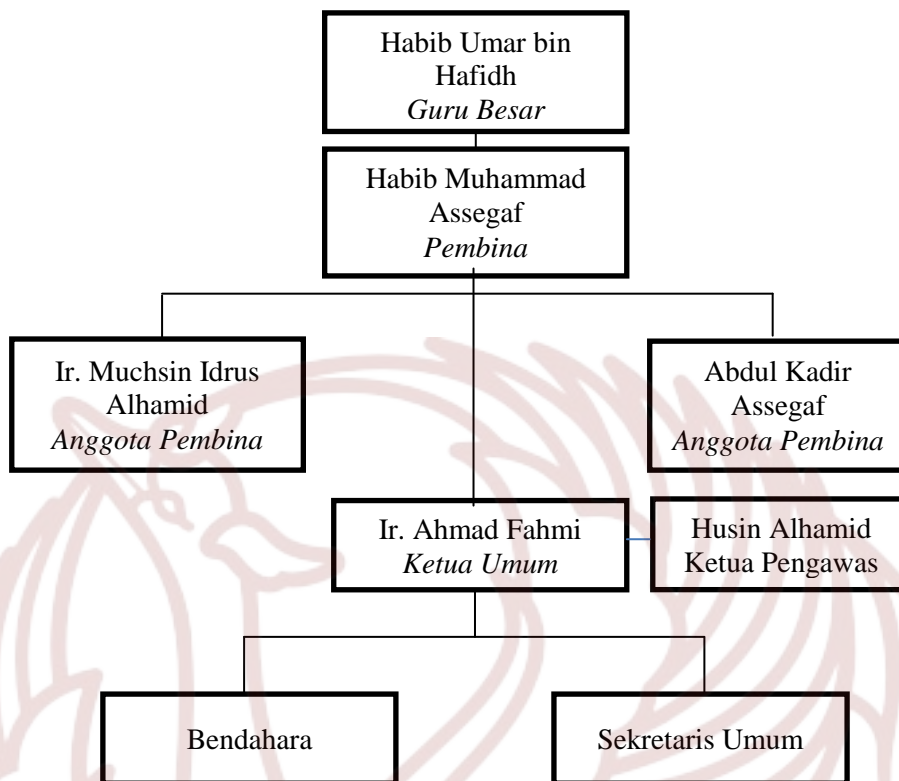 Habib Umar bin
Hafidh
Guru Besar
Habib Muhammad
Assegaf
Pembina
Ir. Muchsin Idrus
Alhamid
Anggota Pembina
Abdul Kadir
Assegaf
Anggota Pembina
Ir. Ahmad Fahmi
Ketua Umum
Husin Alhamid
Ketua Pengawas
Bendahara
Sekretaris Umum